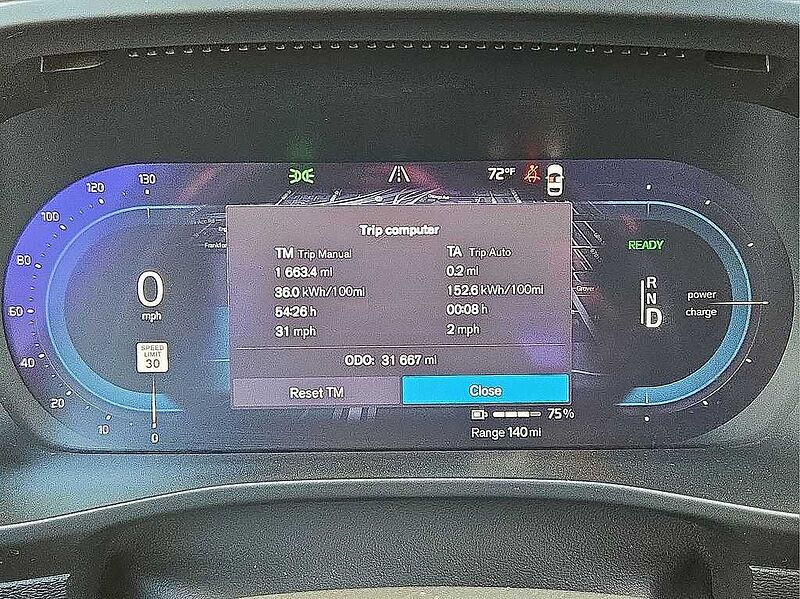 130
120
100
80
60
40
20
10
0
72°F
Trip computer
TM Trip Manual
1 663.4 mi
36.0 kWh/100mi
54:26 h
31 mph
TA Trip Auto
0.2 mi
152.6 kWh/100mi
00:08 h
2 mph
ODO: 31 667 mi
Reset TM
Close
0
mph
SPEED
LIMIT
30
READY
R
N
D
power
charge
75%
Range 140 mi
Grover